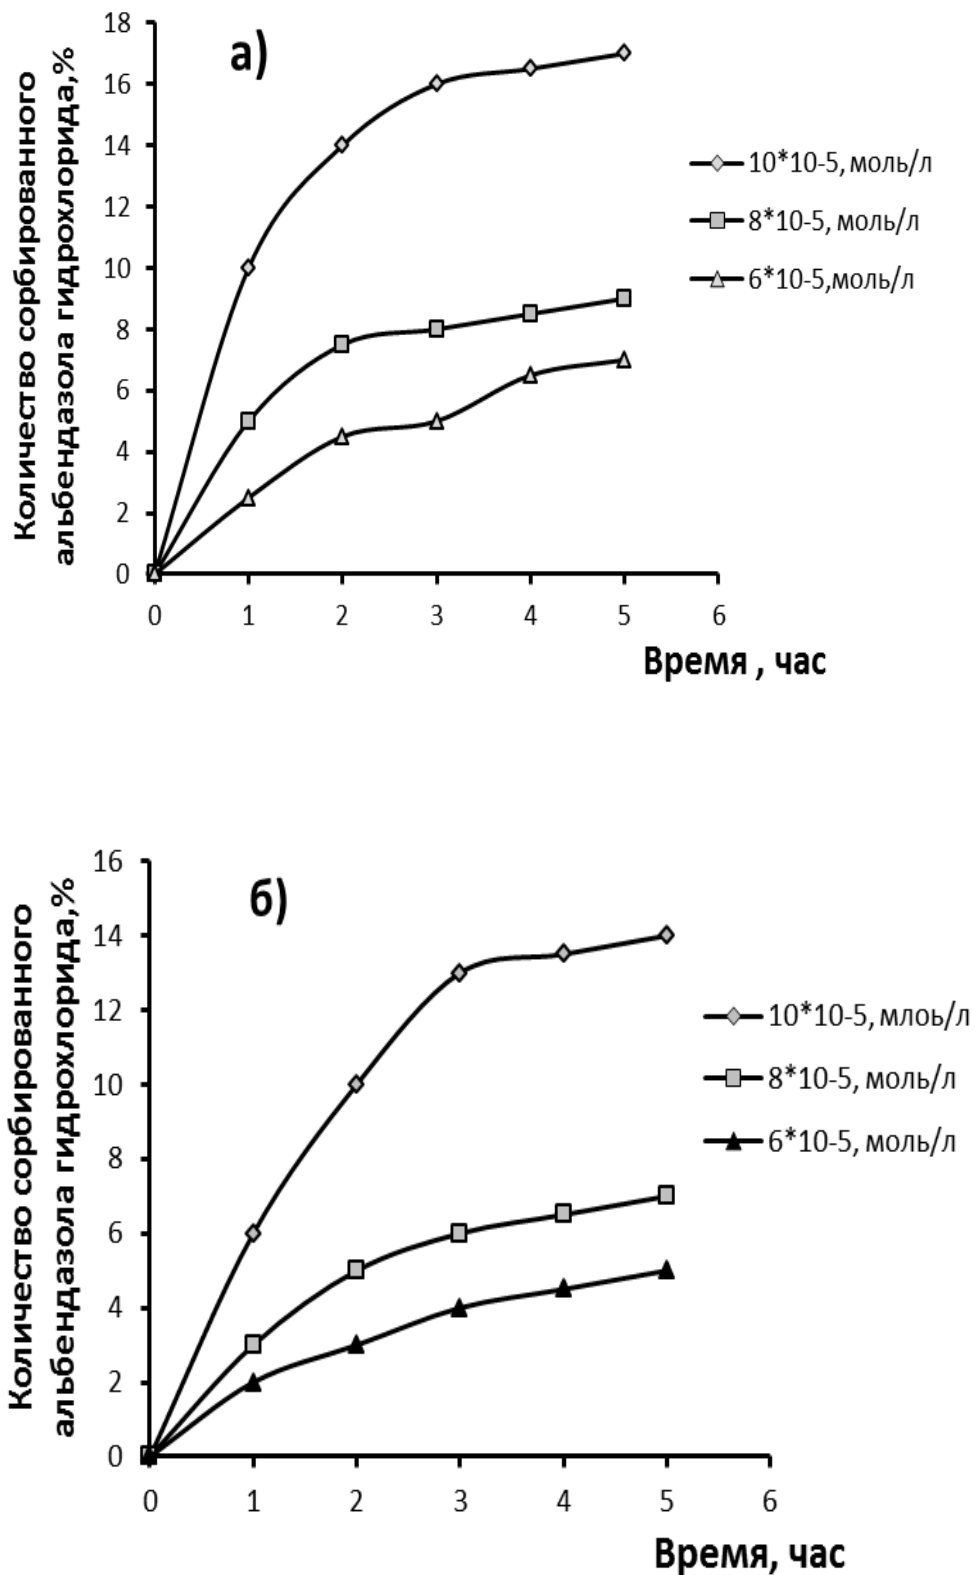 а)
Количество сорбированного
альбендазола гидрохлорида,%
18
16
14
12
10
8
6
4
2
0
0 1 2 3 4 5 6
Время , час
10*10-5, моль/л
8*10-5, моль/л
6*10-5,моль/л
б)
Количество сорбированного
альбендазола гидрохлорида,%
16
14
12
10
8
6
4
2
0
0 1 2 3 4 5 6
Время, час
10*10-5, млоь/л
8*10-5, моль/л
6*10-5, моль/л